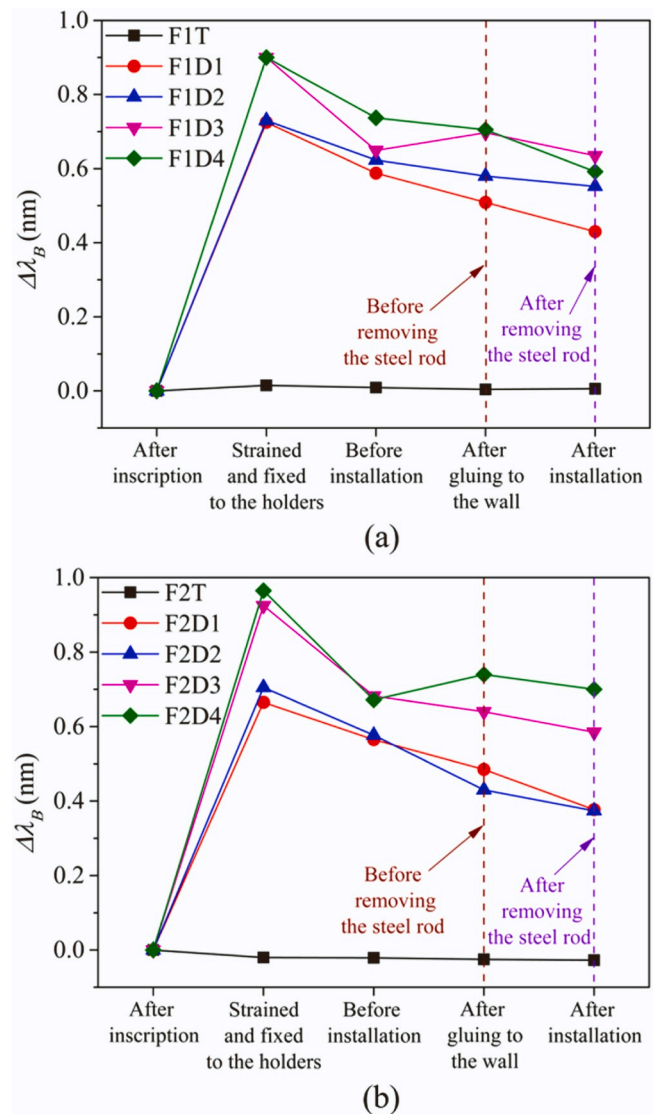 1.0
0.8
0.6
0.4
0.2
0.0
Δλ_B (nm)
F1T
F1D1
F1D2
F1D3
F1D4
Before
removing
the steel rod
After
removing
the steel rod
After
inscription
Strained
and fixed
to the holders
Before
installation
After
gluing to
the wall
After
installation
(a)
1.0
0.8
0.6
0.4
0.2
0.0
Δλ_B (nm)
F2T
F2D1
F2D2
F2D3
F2D4
Before
removing
the steel rod
After
removing
the steel rod
After
inscription
Strained
and fixed
to the holders
Before
installation
After
gluing to
the wall
After
installation
(b)